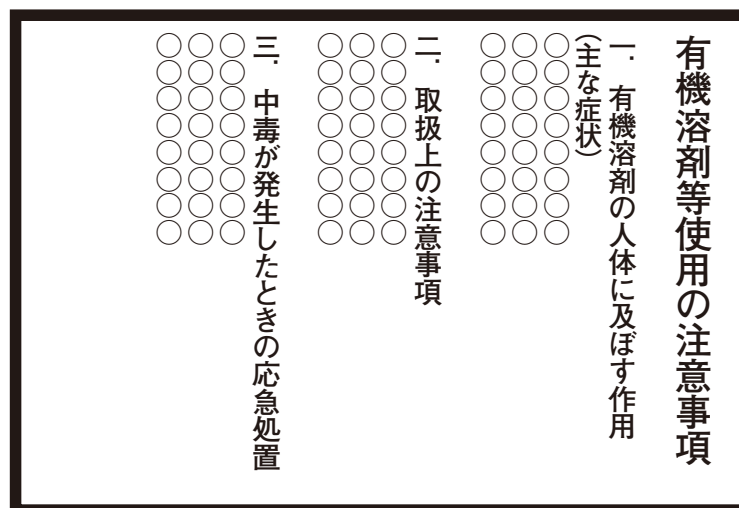 有機溶剤等使用の注意事項
一．有機溶剤の人体に及ぼす作用
（主な症状）
○○○○○○○○
○○○○○○○○
○○○○○○○○
二．取扱上の注意事項
○○○○○○○○
○○○○○○○○
○○○○○○○○
三．中毒が発生したときの応急処置
○○○○○○○○
○○○○○○○○
○○○○○○○○